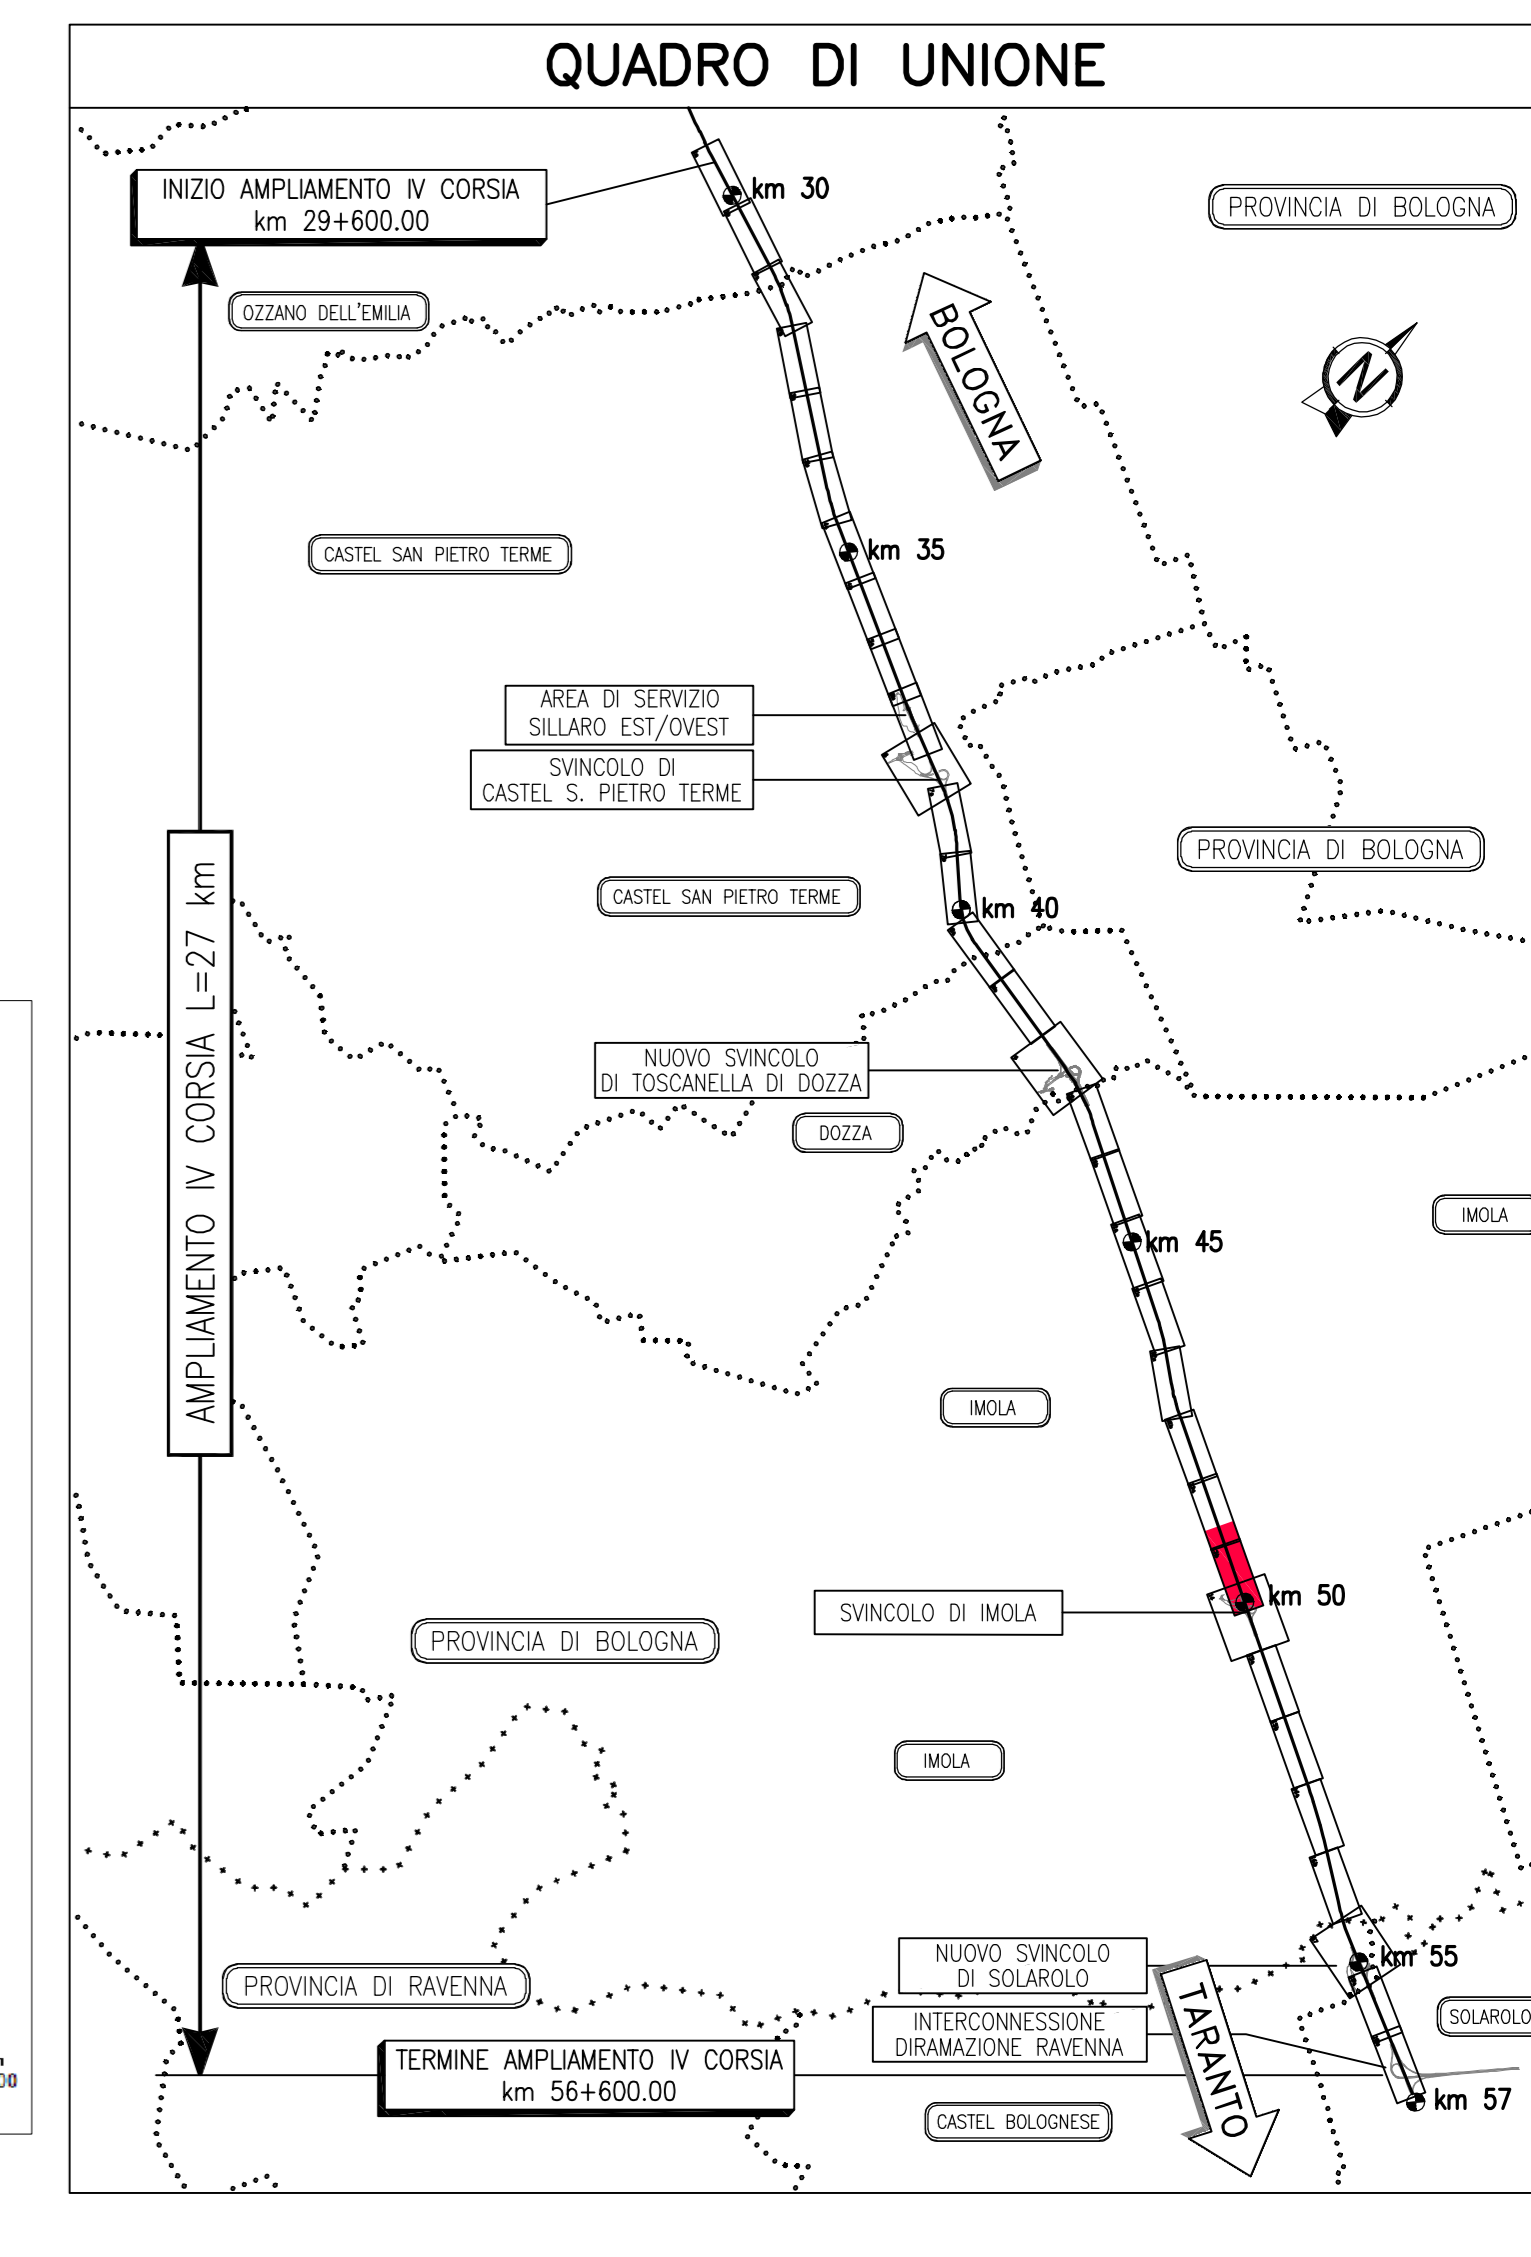 QUADRO DI UNIONE
INIZIO AMPLIAMENTO IV CORSIA
km 29+600.00
km 30
PROVINCIA DI BOLOGNA
OZZANO DELL'EMILIA
BOLOGNA
N
CASTEL SAN PIETRO TERME
km 35
AREA DI SERVIZIO
SILLARO EST/OVEST
SVINCOLO DI
CASTEL S. PIETRO TERME
PROVINCIA DI BOLOGNA
CASTEL SAN PIETRO TERME
km 40
AMPLIAMENTO IV CORSIA L=27 km
NUOVO SVINCOLO
DI TOSCANELLA DI DOZZA
DOZZA
IMOLA
km 45
IMOLA
km 50
SVINCOLO DI IMOLA
PROVINCIA DI BOLOGNA
IMOLA
NUOVO SVINCOLO
DI SOLAROLO
km 55
PROVINCIA DI RAVENNA
TARANTO
SOLAROLO
INTERCONNESSIONE
DIRAMAZIONE RAVENNA
TERMINE AMPLIAMENTO IV CORSIA
km 56+600.00
km 57
CASTEL BOLOGNESE